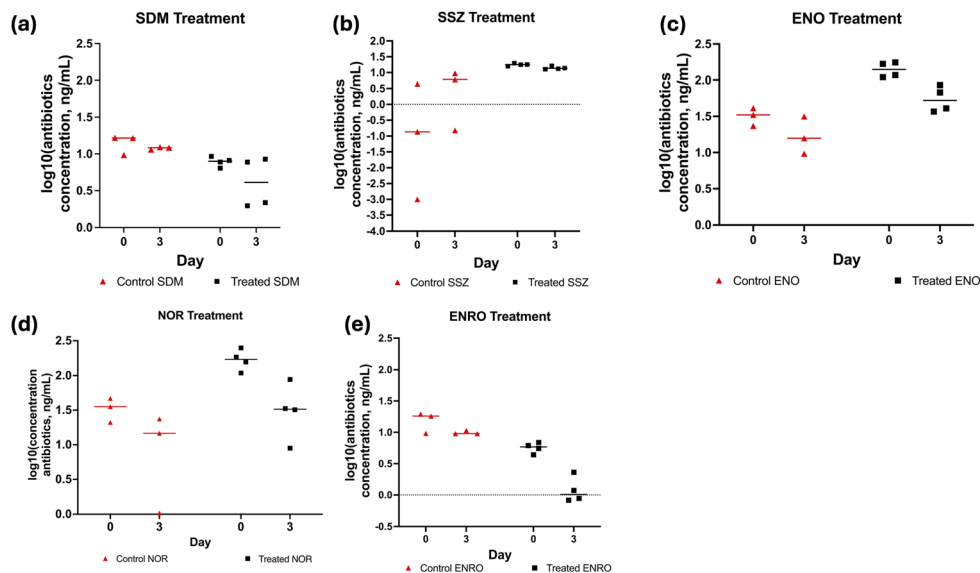 (a)
SDM Treatment
log10(antibiotics
concentration, ng/mL)
2.5
2.0
1.5
1.0
0.5
0.0
0 3 0 3
Day
Control SDM Treated SDM
(b)
SSZ Treatment
log10(antibiotics
concentration, ng/mL)
2.0
1.5
1.0
0.5
0.0
-0.5
-1.0
-1.5
-2.0
-2.5
-3.0
-3.5
-4.0
0 3 0 3
Day
Control SSZ Treated SSZ
(c)
ENO Treatment
log10(antibiotics
concentration, ng/mL)
2.5
2.0
1.5
1.0
0.5
0.0
0 3 0 3
Day
Control ENO Treated ENO
(d)
NOR Treatment
log10(concentration
antibiotics, ng/mL)
2.5
2.0
1.5
1.0
0.5
0.0
0 3 0 3
Day
Control NOR Treated NOR
(e)
ENRO Treatment
log10(antibiotics
concentration, ng/mL)
2.5
2.0
1.5
1.0
0.5
0.0
-0.5
0 3 0 3
Day
Control ENRO Treated ENRO